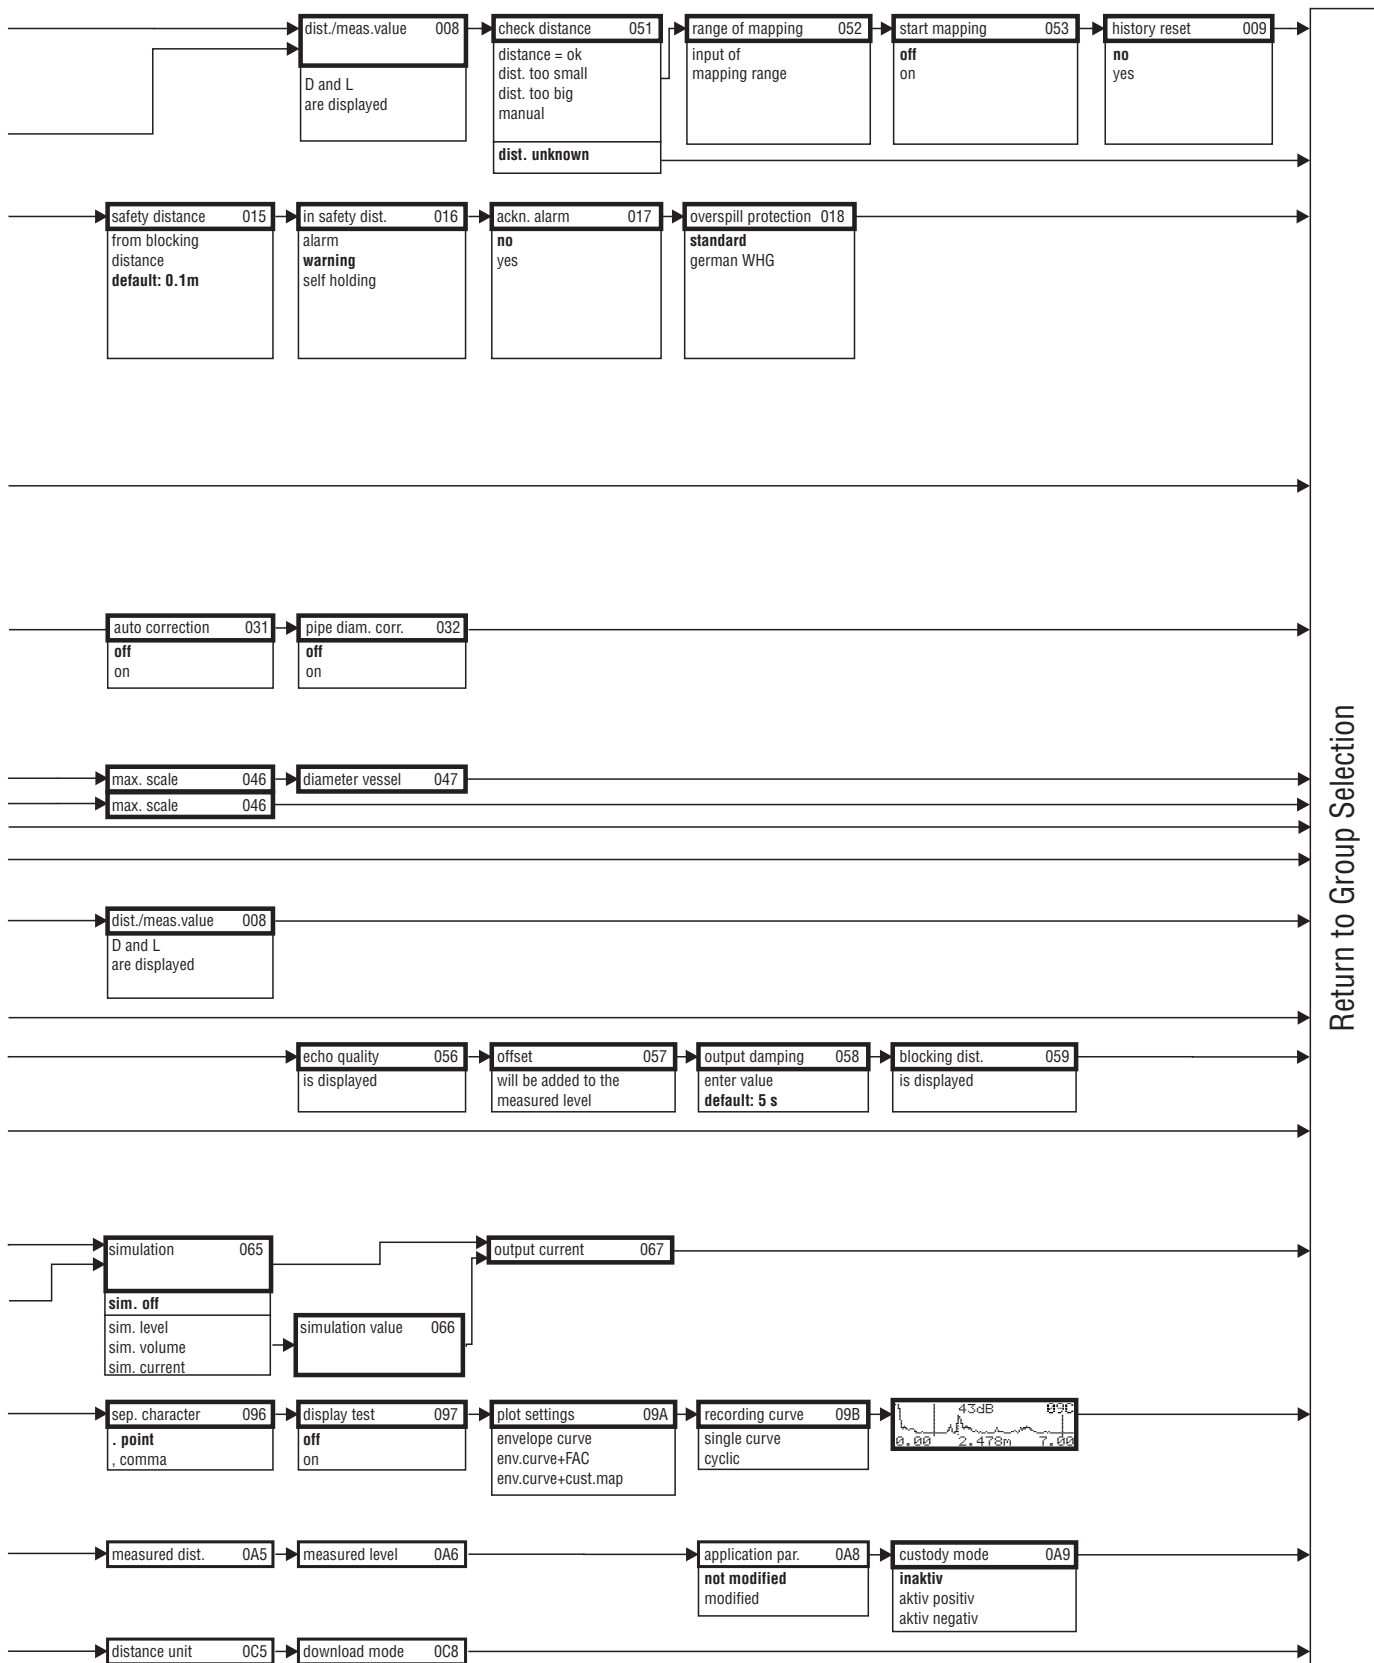 dist./meas.value 008
D and L
are displayed
check distance 051
distance = ok
dist. too small
dist. too big
manual
dist. unknown
range of mapping 052
input of
mapping range
start mapping 053
off
on
history reset 009
no
yes
safety distance 015
from blocking
distance
default: 0.1m
in safety dist. 016
alarm
warning
self holding
ackn. alarm 017
no
yes
overspill protection 018
standard
german WHG
auto correction 031
off
on
pipe diam. corr. 032
off
on
max. scale 046
diameter vessel 047
max. scale 046
dist./meas.value 008
D and L
are displayed
echo quality 056
is displayed
offset 057
will be added to the
measured level
output damping 058
enter value
default: 5 s
blocking dist. 059
is displayed
simulation 065
sim. off
sim. level
sim. volume
sim. current
simulation value 066
output current 067
sep. character 096
. point
, comma
display test 097
off
on
plot settings 09A
envelope curve
env.curve+FAC
env.curve+cust.map
recording curve 09B
single curve
cyclic
43dB 09C
0.00 2.478m 7.00
measured dist. 0A5
measured level 0A6
application par. 0A8
not modified
modified
custody mode 0A9
inaktiv
aktiv positiv
aktiv negativ
distance unit 0C5
download mode 0C8
Return to Group Selection